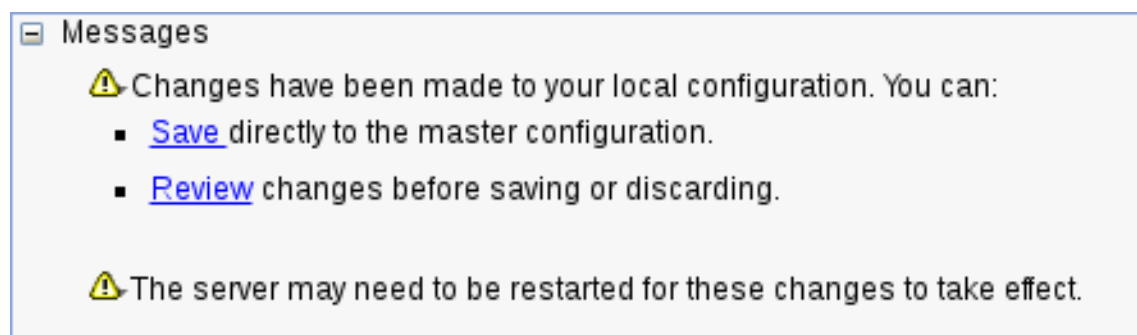 Messages
Changes have been made to your local configuration. You can:
Save directly to the master configuration.
Review changes before saving or discarding.
The server may need to be restarted for these changes to take effect.